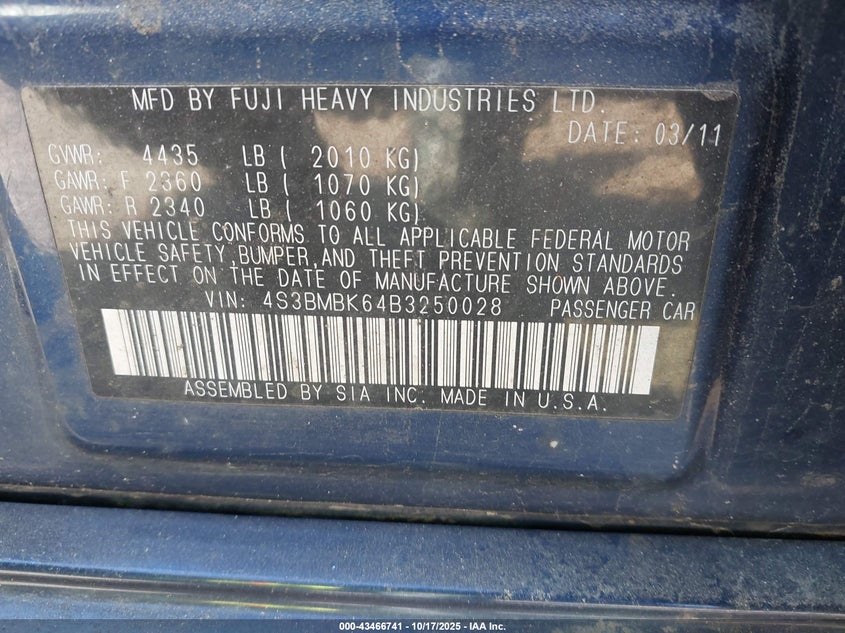 MFD BY FUJI HEAVY INDUSTRIES LTD.
DATE: 03/11
GVWR: 4435 LB ( 2010 KG)
GAWR: F 2360 LB ( 1070 KG)
GAWR: R 2340 LB ( 1060 KG)
THIS VEHICLE CONFORMS TO ALL APPLICABLE FEDERAL MOTOR
VEHICLE SAFETY, BUMPER, AND THEFT PREVENTION STANDARDS
IN EFFECT ON THE DATE OF MANUFACTURE SHOWN ABOVE.
VIN: 4S3BMBK64B3250028 PASSENGER CAR
ASSEMBLED BY SIA INC. MADE IN U.S.A.
000-43466741 - 10/17/2025 - IAA Inc.